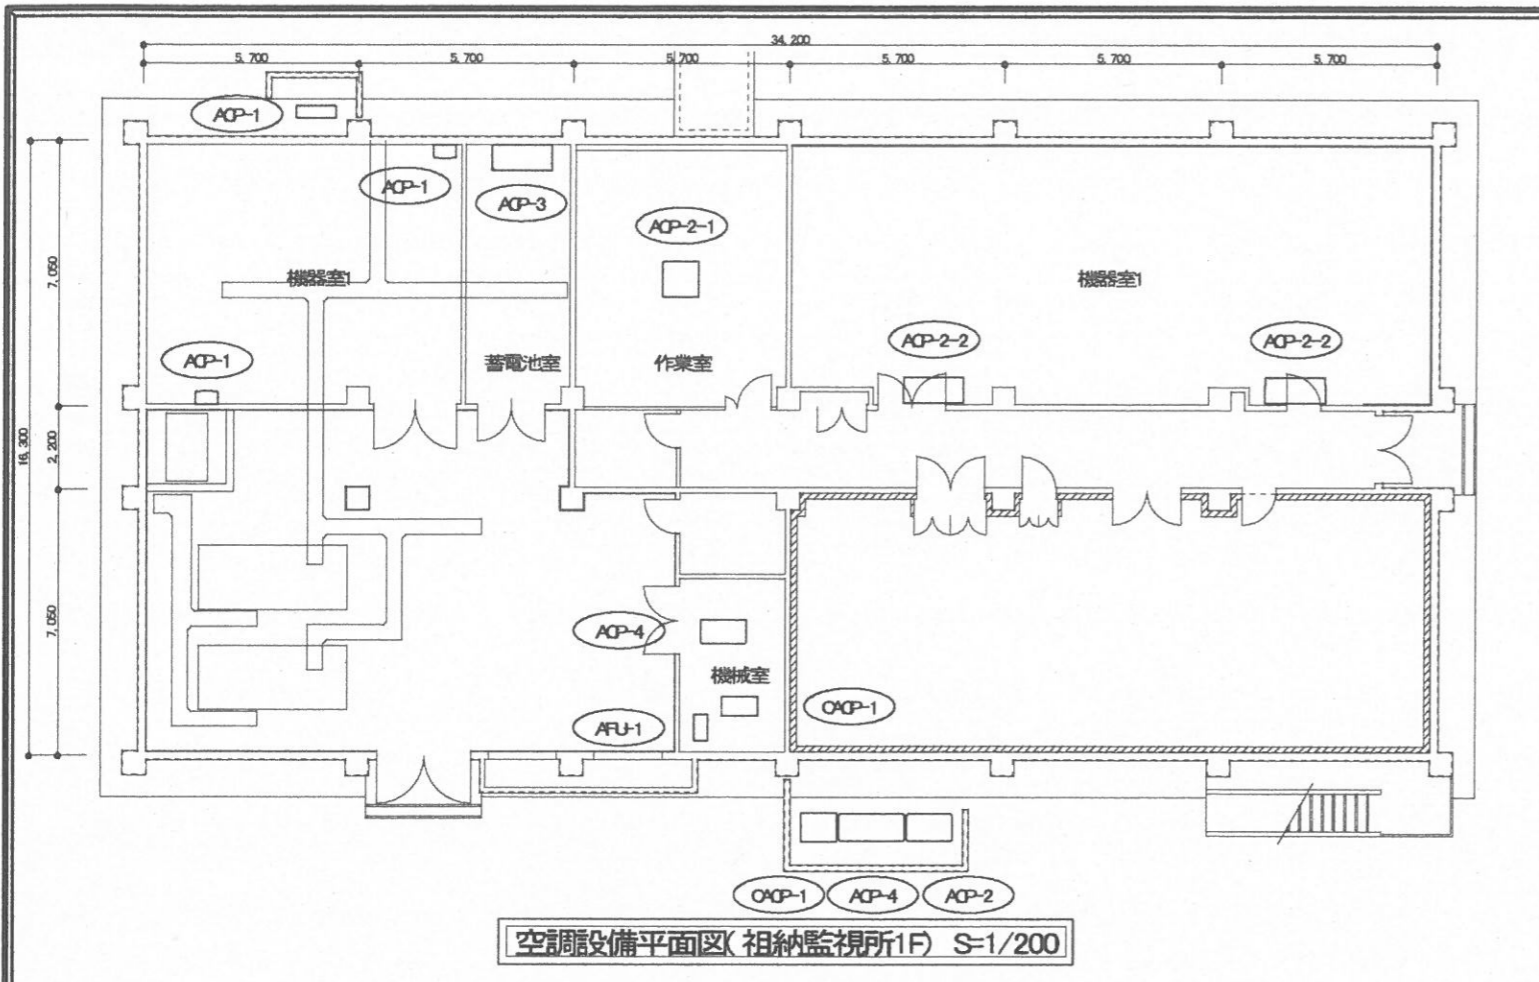 34,200
5,700
5,700
5,700
5,700
5,700
5,700
ACP-1
ACP-1
ACP-3
ACP-2-1
機器室1
機器室1
7,050
ACP-1
蓄電池室
作業室
ACP-2-2
ACP-2-2
16,300
2,200
7,050
ACP-4
機械室
OACP-1
AFU-1
OACP-1
ACP-4
ACP-2
空調設備平面図(祖納監視所1F) S=1/200